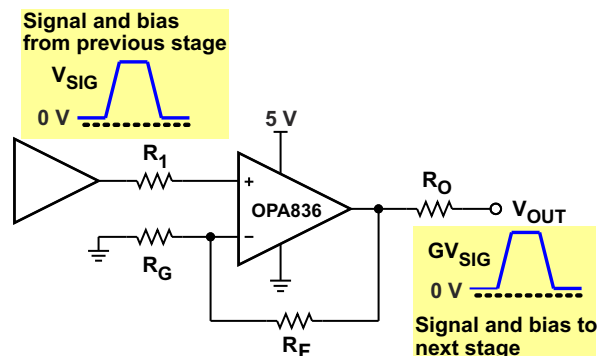 Signal and bias
from previous stage
VSIG
0 V
5 V
R1
+
OPA836
RO
VOUT
−
RG
GVSIG
0 V
RF
Signal and bias to
next stage